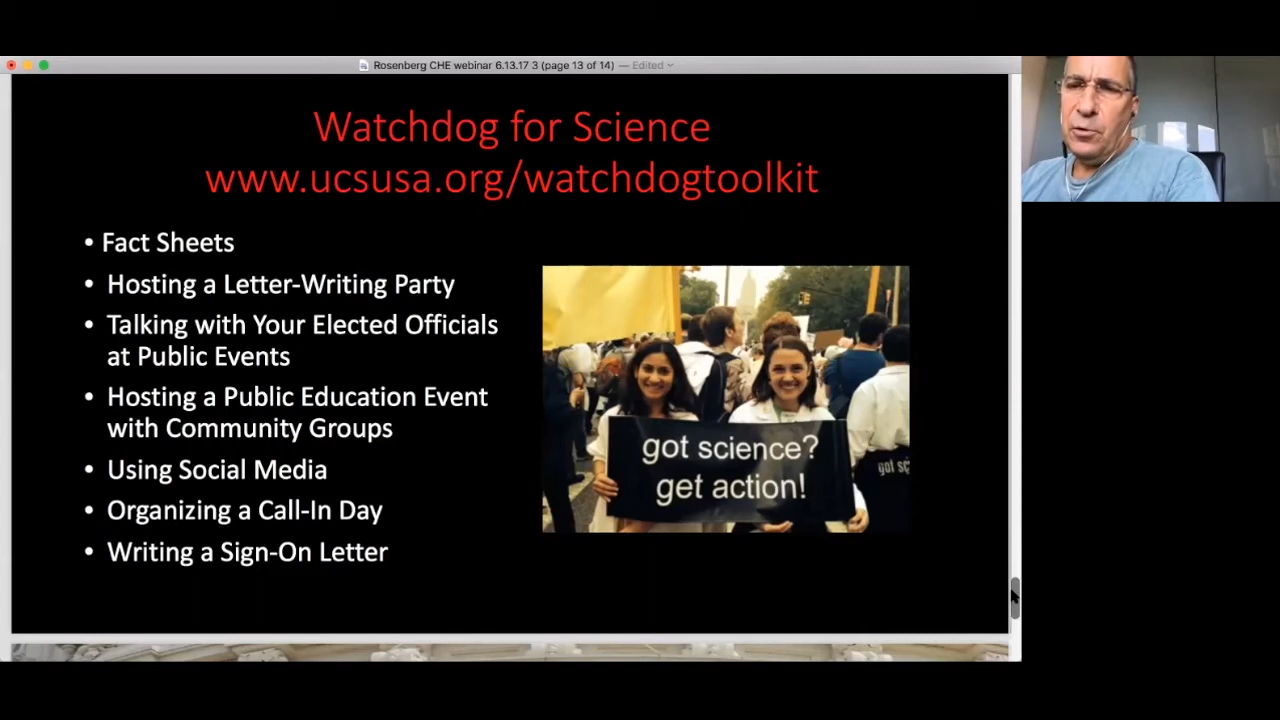 Rosenberg CHE webinar 6.13.17 3 (page 13 of 14) — Edited
Watchdog for Science
www.ucsusa.org/watchdogtoolkit
• Fact Sheets
• Hosting a Letter-Writing Party
• Talking with Your Elected Officials
at Public Events
• Hosting a Public Education Event
with Community Groups
• Using Social Media
• Organizing a Call-In Day
• Writing a Sign-On Letter
got science?
get action!
got sc